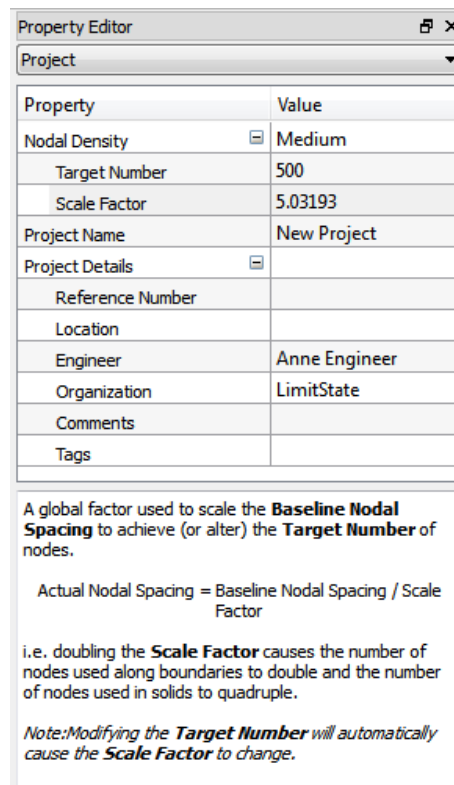 Property Editor
Project
Property Value
Nodal Density Medium
Target Number 500
Scale Factor 5.03193
Project Name New Project
Project Details
Reference Number
Location
Engineer Anne Engineer
Organization LimitState
Comments
Tags
A global factor used to scale the Baseline Nodal
Spacing to achieve (or alter) the Target Number of
nodes.
Actual Nodal Spacing = Baseline Nodal Spacing / Scale
Factor
i.e. doubling the Scale Factor causes the number of
nodes used along boundaries to double and the number
of nodes used in solids to quadruple.
Note:Modifying the Target Number will automatically
cause the Scale Factor to change.